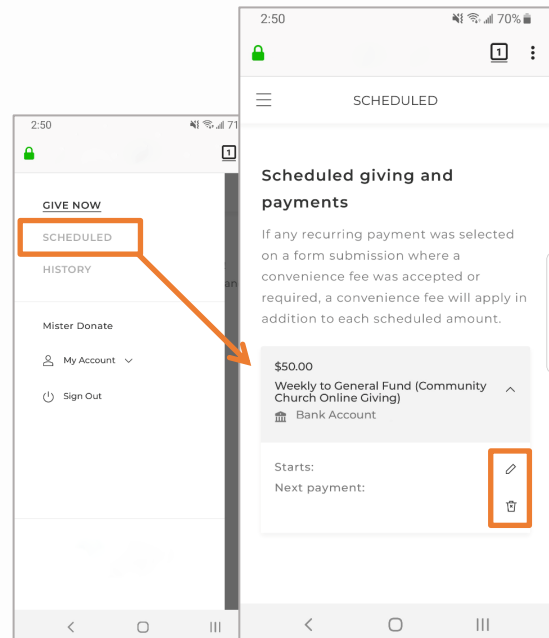 2:50
71
1
GIVE NOW
SCHEDULED
HISTORY
an
Mister Donate
My Account
Sign Out
2:50
70%
1
SCHEDULED
Scheduled giving and
payments
If any recurring payment was selected
on a form submission where a
convenience fee was accepted or
required, a convenience fee will apply in
addition to each scheduled amount.
$50.00
Weekly to General Fund (Community
Church Online Giving)
Bank Account
Starts:
Next payment: